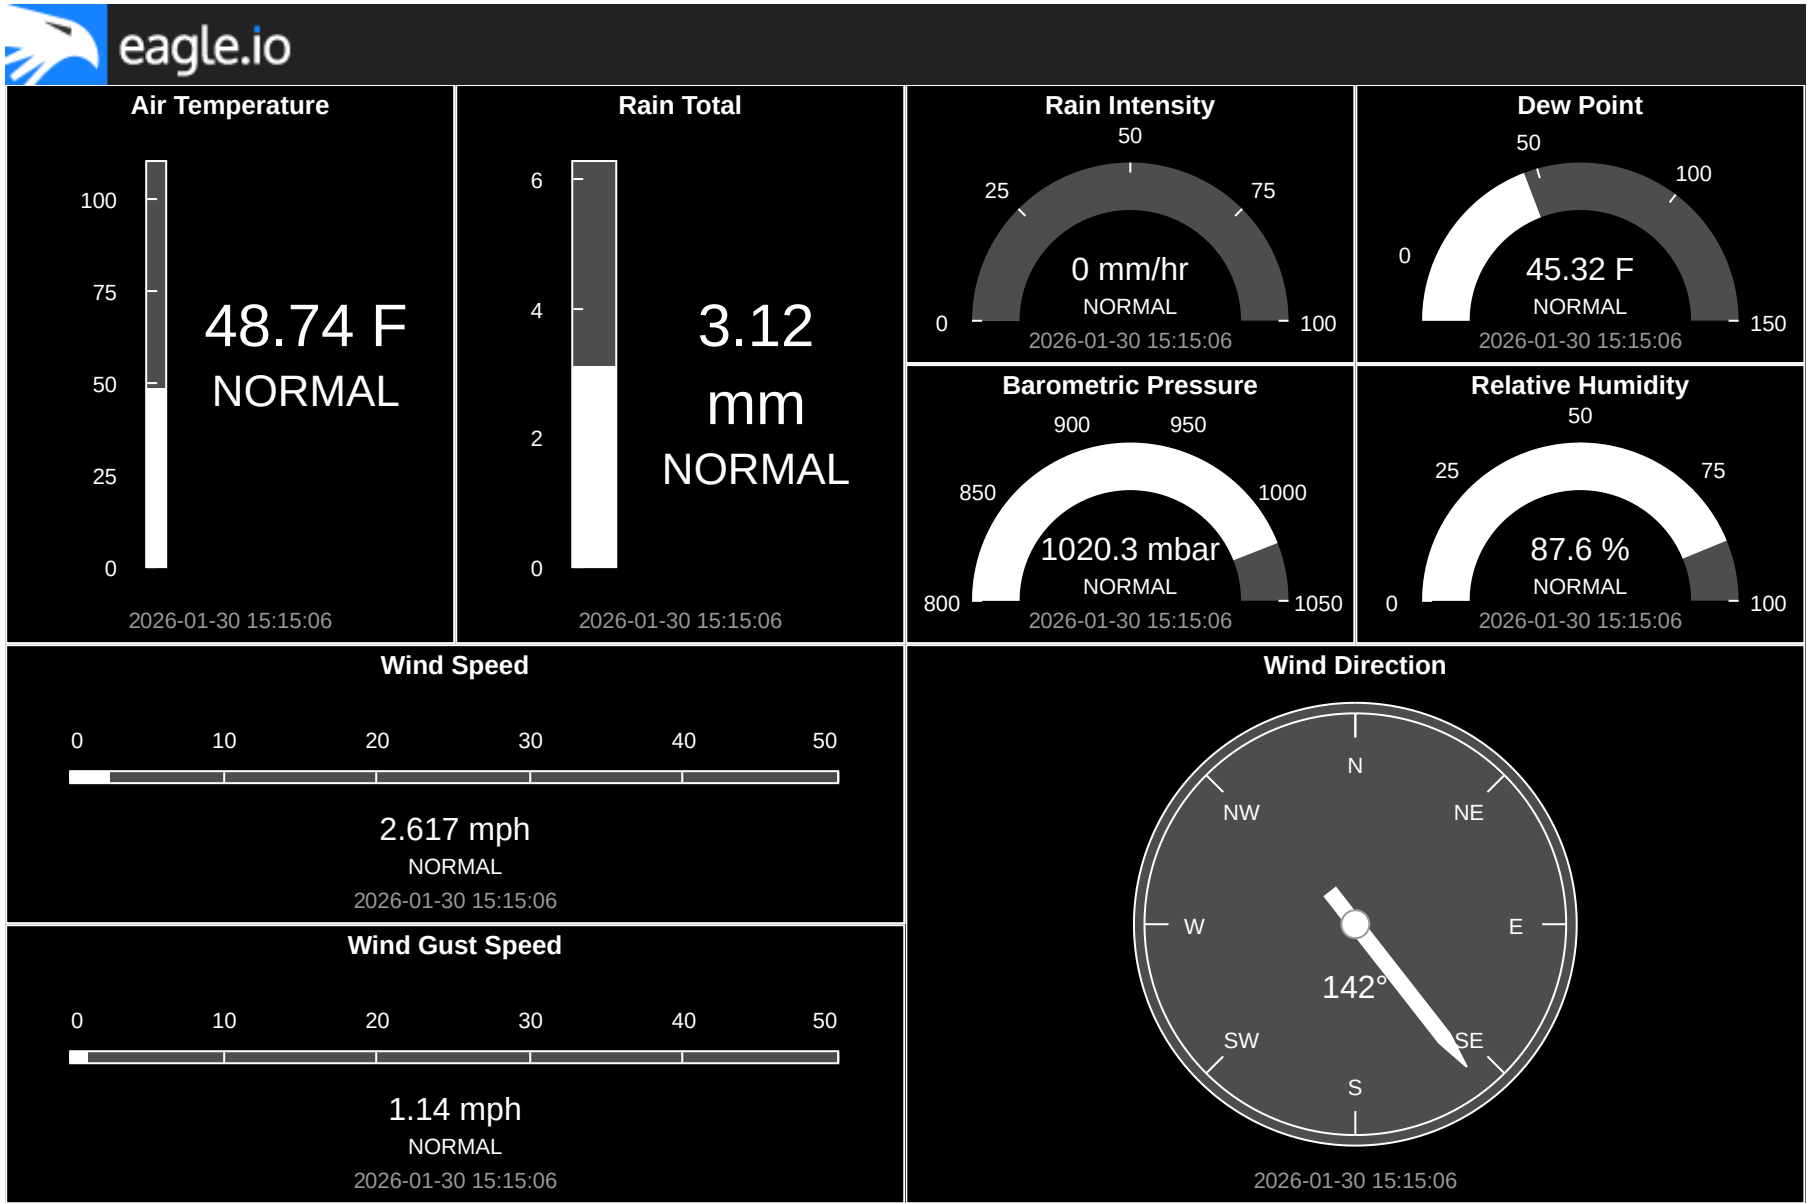 eagle.io
Air Temperature
100
75
50
25
0
48.74 F
NORMAL
2026-01-30 15:15:06
Rain Total
6
4
2
0
3.12
mm
NORMAL
2026-01-30 15:15:06
Rain Intensity
0
25
50
75
100
0 mm/hr
NORMAL
2026-01-30 15:15:06
Dew Point
0
50
100
150
45.32 F
NORMAL
2026-01-30 15:15:06
Barometric Pressure
800
850
900
950
1000
1050
1020.3 mbar
NORMAL
2026-01-30 15:15:06
Relative Humidity
0
25
50
75
100
87.6 %
NORMAL
2026-01-30 15:15:06
Wind Speed
0 10 20 30 40 50
2.617 mph
NORMAL
2026-01-30 15:15:06
Wind Gust Speed
0 10 20 30 40 50
1.14 mph
NORMAL
2026-01-30 15:15:06
Wind Direction
N
NW NE
W E
142°
SW SE
S
2026-01-30 15:15:06